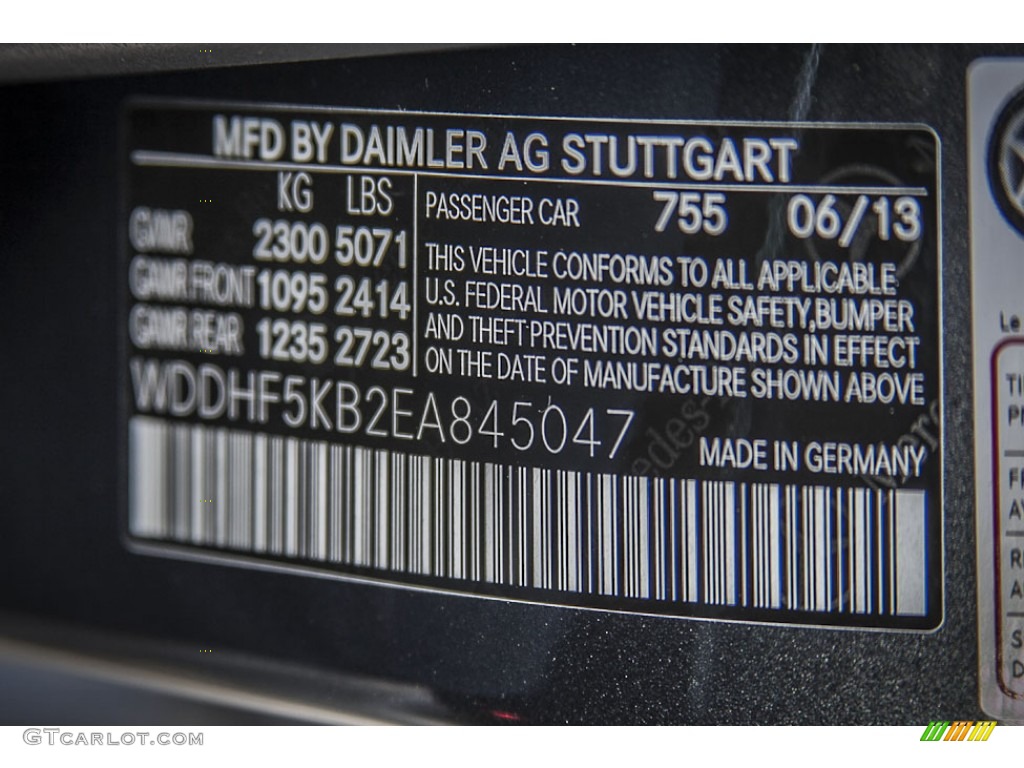 MFD BY DAIMLER AG STUTTGART
KG LBS
GVWR 2300 5071
GAWR FRONT 1095 2414
GAWR REAR 1235 2723
PASSENGER CAR 755 06/13
THIS VEHICLE CONFORMS TO ALL APPLICABLE
U.S. FEDERAL MOTOR VEHICLE SAFETY,BUMPER
AND THEFT PREVENTION STANDARDS IN EFFECT
ON THE DATE OF MANUFACTURE SHOWN ABOVE
WDDHF5KB2EA845047
MADE IN GERMANY
Le
GTCarlot.com